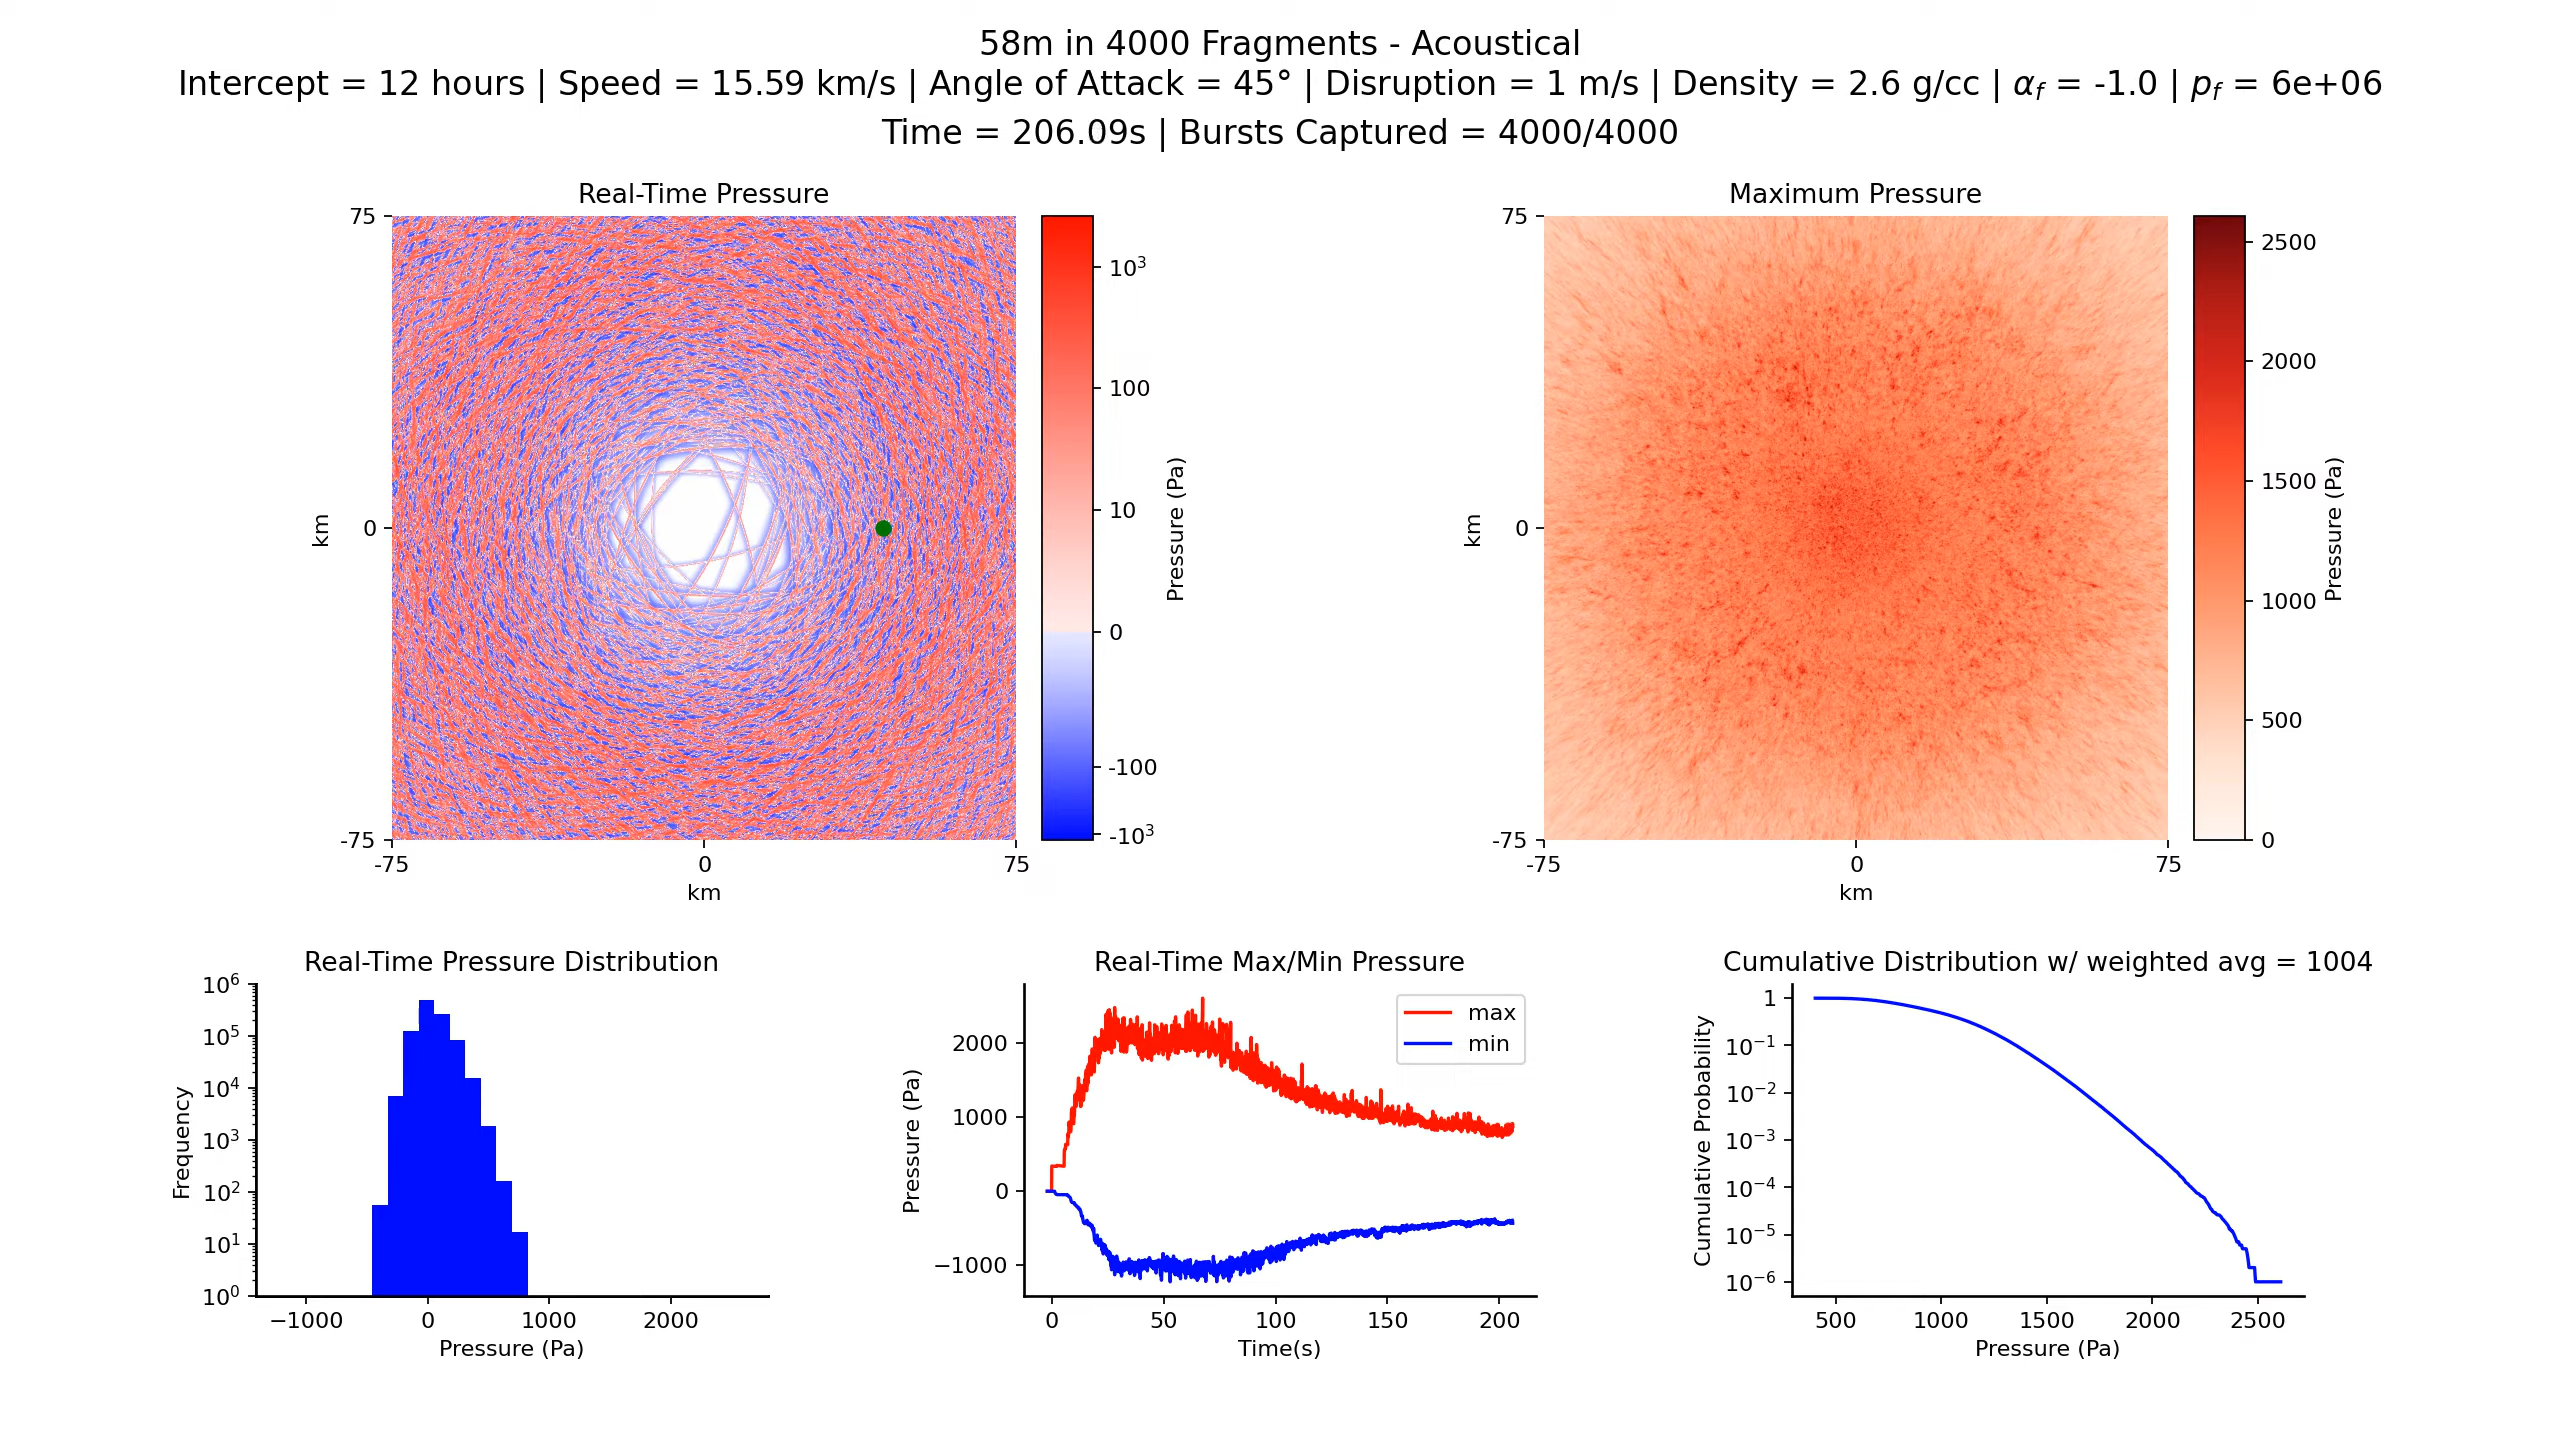 58m in 4000 Fragments - Acoustical
Intercept = 12 hours | Speed = 15.59 km/s | Angle of Attack = 45° | Disruption = 1 m/s | Density = 2.6 g/cc | α_f = -1.0 | p_f = 6e+06
Time = 206.09s | Bursts Captured = 4000/4000
Real-Time Pressure
75
0
-75
km
-75 0 75
km
10³
100
10
0
-100
-10³
Pressure (Pa)
Maximum Pressure
75
0
-75
km
-75 0 75
km
2500
2000
1500
1000
500
0
Pressure (Pa)
Real-Time Pressure Distribution
10⁶
10⁵
10⁴
10³
10²
10¹
10⁰
Frequency
−1000 0 1000 2000
Pressure (Pa)
Real-Time Max/Min Pressure
max
min
2000
1000
0
−1000
Pressure (Pa)
0 50 100 150 200
Time(s)
Cumulative Distribution w/ weighted avg = 1004
1
10⁻¹
10⁻²
10⁻³
10⁻⁴
10⁻⁵
10⁻⁶
Cumulative Probability
500 1000 1500 2000 2500
Pressure (Pa)